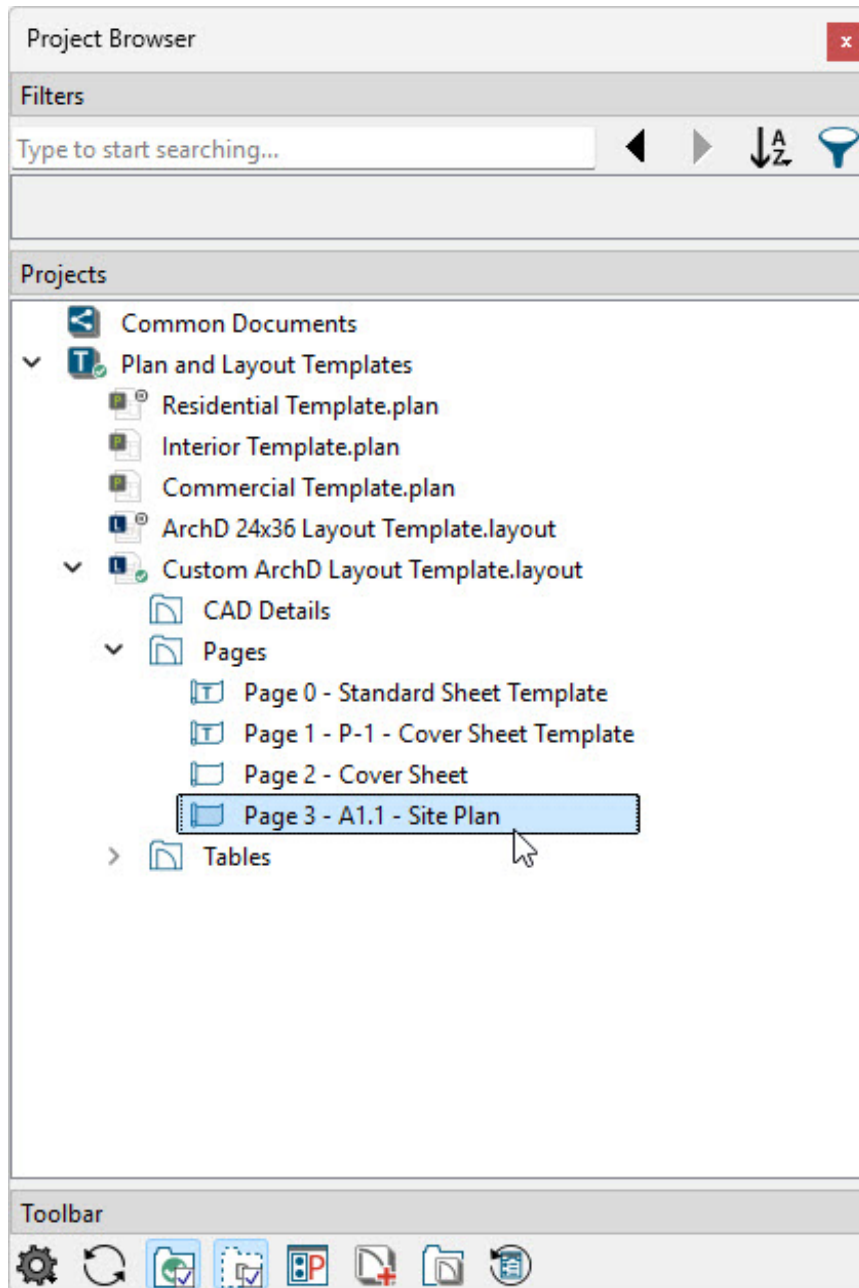 Project Browser
x
Filters
Type to start searching...
A
Z
Projects
Common Documents
T Plan and Layout Templates
P Residential Template.plan
P Interior Template.plan
P Commercial Template.plan
L ArchD 24x36 Layout Template.layout
L Custom ArchD Layout Template.layout
CAD Details
Pages
T Page 0 - Standard Sheet Template
T Page 1 - P-1 - Cover Sheet Template
Page 2 - Cover Sheet
Page 3 - A1.1 - Site Plan
Tables
Toolbar
P